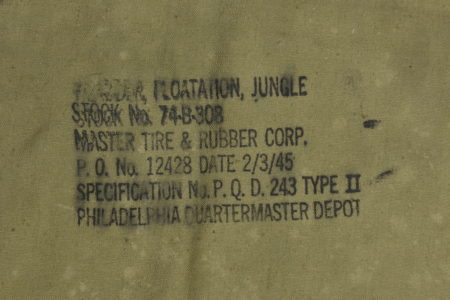 BLADDER, FLOATATION, JUNGLE
STOCK No. 74-B-308
MASTER TIRE & RUBBER CORP.
P. O. No. 12428 DATE 2/3/45
SPECIFICATION No. P. Q. D. 243 TYPE II
PHILADELPHIA QUARTERMASTER DEPOT